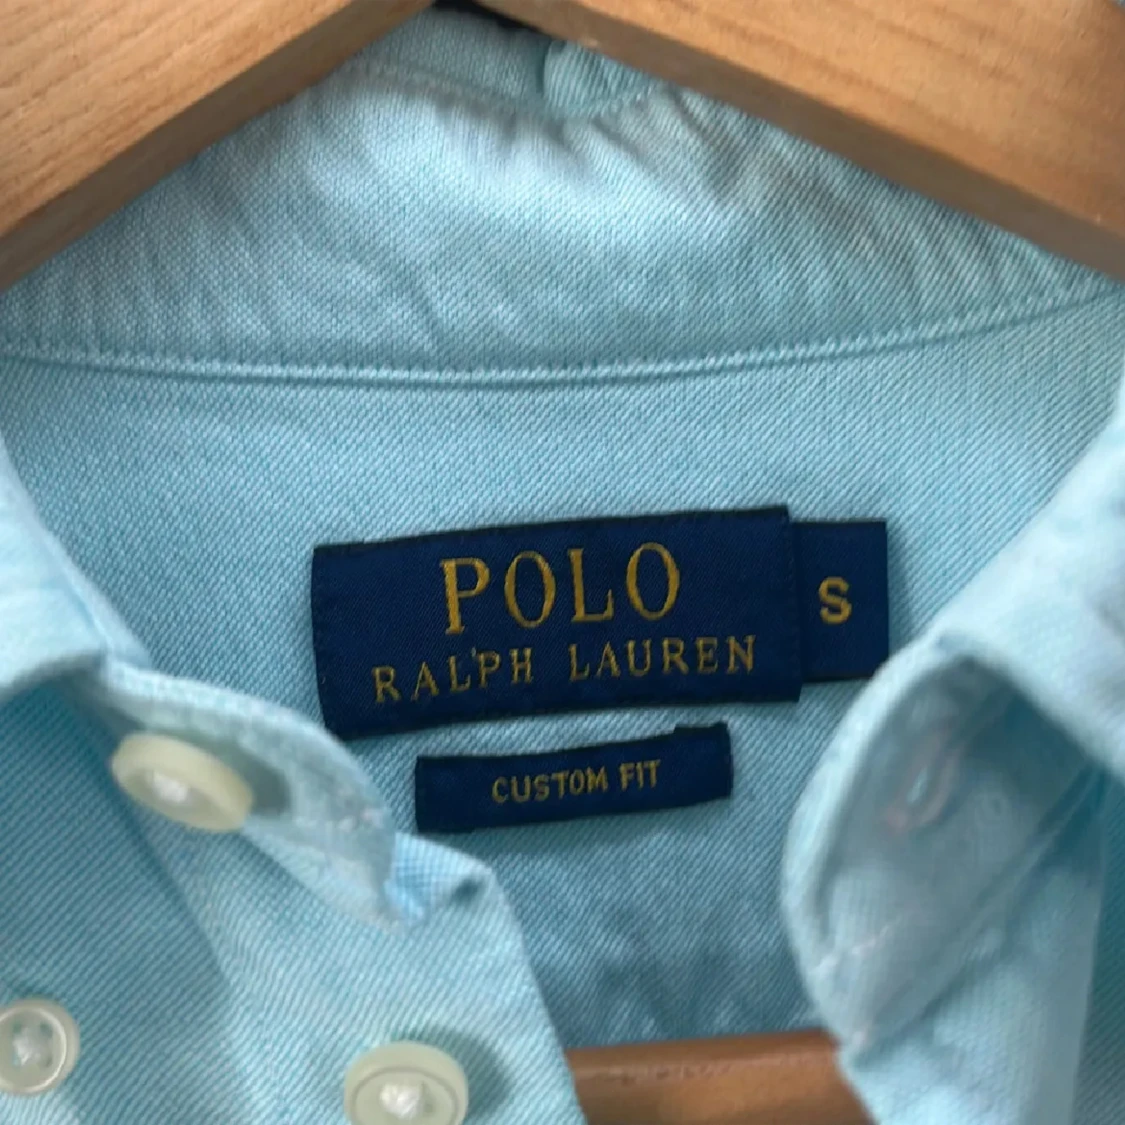 POLO
RALPH LAUREN
S
CUSTOM FIT